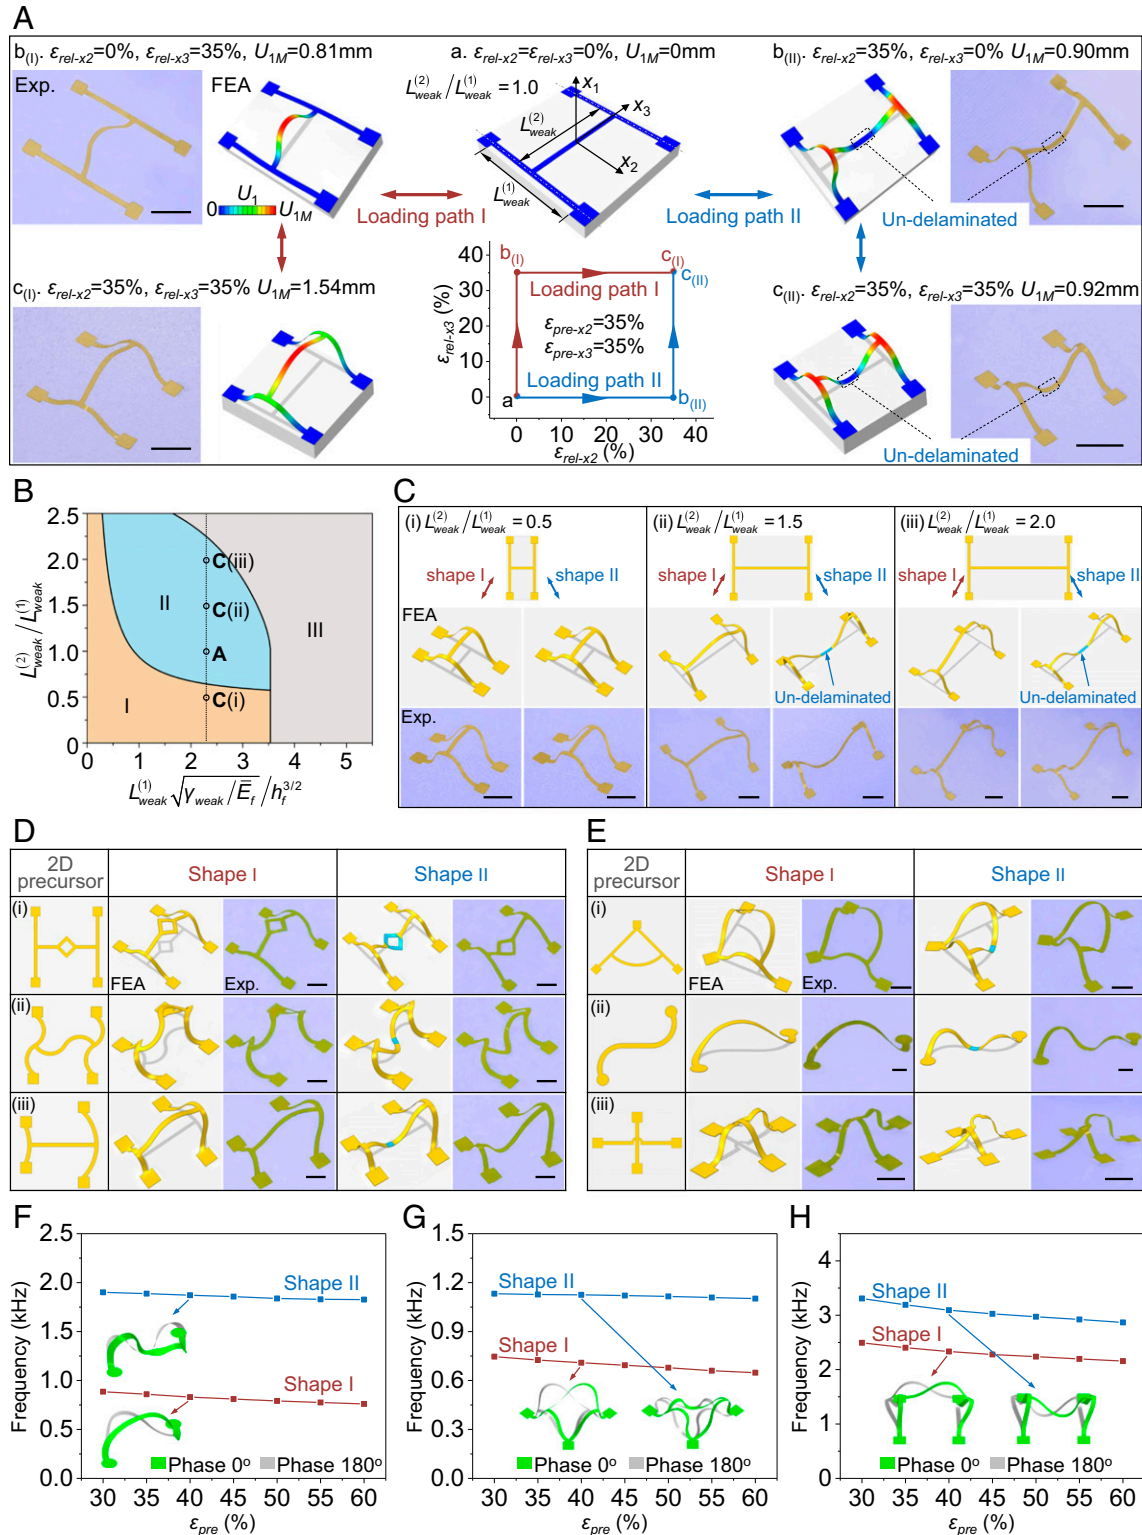 A
b(I). εrel-x2=0%, εrel-x3=35%, U1M=0.81mm
a. εrel-x2=εrel-x3=0%, U1M=0mm
b(II). εrel-x2=35%, εrel-x3=0% U1M=0.90mm
Exp.
FEA
L(2)weak/L(1)weak=1.0
x1
x3
x2
L(2)weak
L(1)weak
0
U1
U1M
Loading path I
Loading path II
Un-delaminated
c(I). εrel-x2=35%, εrel-x3=35% U1M=1.54mm
c(II). εrel-x2=35%, εrel-x3=35% U1M=0.92mm
b(I)
c(I)
c(II)
Loading path I
εpre-x2=35%
εpre-x3=35%
Loading path II
a
b(II)
40
30
20
10
0
εrel-x3 (%)
0 10 20 30 40
εrel-x2 (%)
Un-delaminated
B
2.5
2.0
1.5
1.0
0.5
0
L(2)weak/L(1)weak
I
II
III
C(iii)
C(ii)
A
C(i)
0 1 2 3 4 5
L(1)weak√γweak/Ēf/hf3/2
C
(i) L(2)weak/L(1)weak=0.5
(ii) L(2)weak/L(1)weak=1.5
(iii) L(2)weak/L(1)weak=2.0
shape I
shape II
shape I
shape II
shape I
shape II
FEA
Un-delaminated
Un-delaminated
Exp.
D
2D
precursor
Shape I
Shape II
(i)
FEA
Exp.
(ii)
(iii)
E
2D
precursor
Shape I
Shape II
(i)
FEA
Exp.
(ii)
(iii)
F
2.5
2.0
1.5
1.0
0.5
0
Frequency (kHz)
Shape II
Shape I
Phase 0o Phase 180o
30 35 40 45 50 55 60
εpre (%)
G
1.5
1.2
0.9
0.6
0.3
0
Frequency (kHz)
Shape II
Shape I
Phase 0o Phase 180o
30 35 40 45 50 55 60
εpre (%)
H
4
3
2
1
0
Frequency (kHz)
Shape II
Shape I
Phase 0o Phase 180o
30 35 40 45 50 55 60
εpre (%)